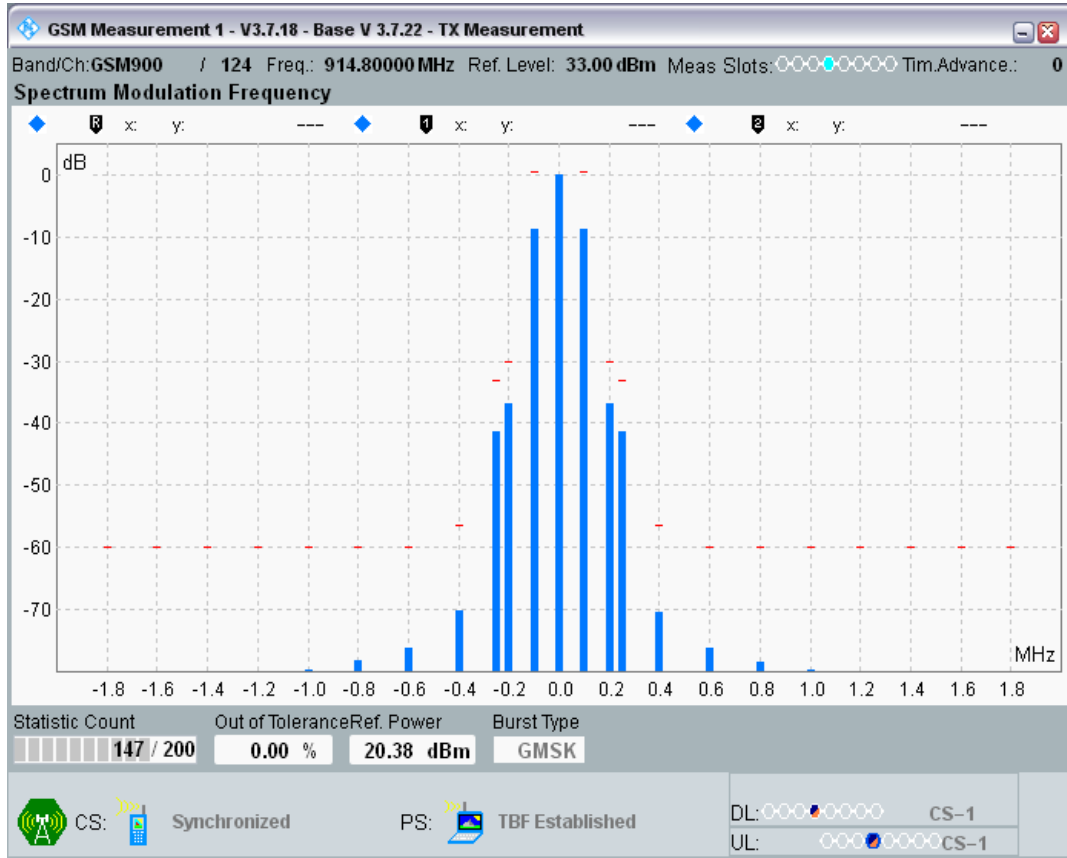 GSM Measurement 1 - V3.7.18 - Base V 3.7.22 - TX Measurement
Band/Ch:GSM900 / 124 Freq.: 914.80000 MHz Ref. Level: 33.00 dBm Meas Slots: Tim.Advance.: 0
Spectrum Modulation Frequency
R x: y: --- 1 x: y: --- 2 x: y: ---
dB
0
-10
-20
-30
-40
-50
-60
-70
MHz
-1.8 -1.6 -1.4 -1.2 -1.0 -0.8 -0.6 -0.4 -0.2 0.0 0.2 0.4 0.6 0.8 1.0 1.2 1.4 1.6 1.8
Statistic Count Out of Tolerance Ref. Power Burst Type
147 / 200 0.00 % 20.38 dBm GMSK
CS: Synchronized PS: TBF Established
DL: CS-1
UL: CS-1